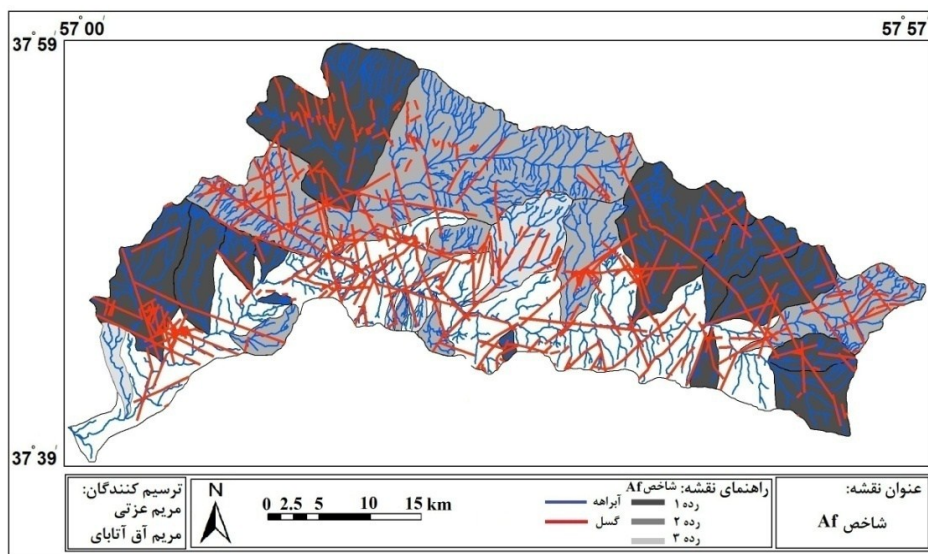 57° 00′
57° 57′
37° 59′
37° 39′
عنوان نقشه:
شاخص Af
راهنمای نقشه: شاخص Af
رده ۱
رده ۲
رده ۳
آبراهه
گسل
0 2.5 5 10 15 km
N
ترسیم کنندگان:
مریم عزتی
مریم آق آتابای